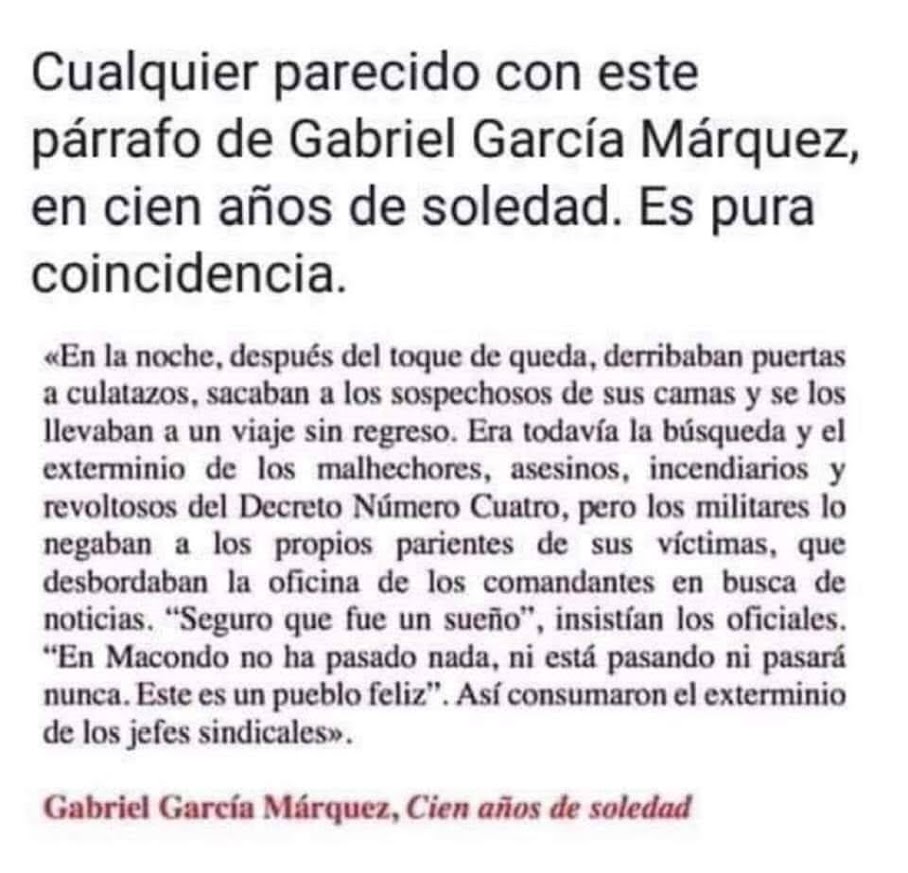 Cualquier parecido con este
párrafo de Gabriel García Márquez,
en cien años de soledad. Es pura
coincidencia.
«En la noche, después del toque de queda, derribaban puertas
a culatazos, sacaban a los sospechosos de sus camas y se los
llevaban a un viaje sin regreso. Era todavía la búsqueda y el
exterminio de los malhechores, asesinos, incendiarios y
revoltosos del Decreto Número Cuatro, pero los militares lo
negaban a los propios parientes de sus víctimas, que
desbordaban la oficina de los comandantes en busca de
noticias. “Seguro que fue un sueño”, insistían los oficiales.
“En Macondo no ha pasado nada, ni está pasando ni pasará
nunca. Este es un pueblo feliz”. Así consumaron el exterminio
de los jefes sindicales».
Gabriel García Márquez, Cien años de soledad